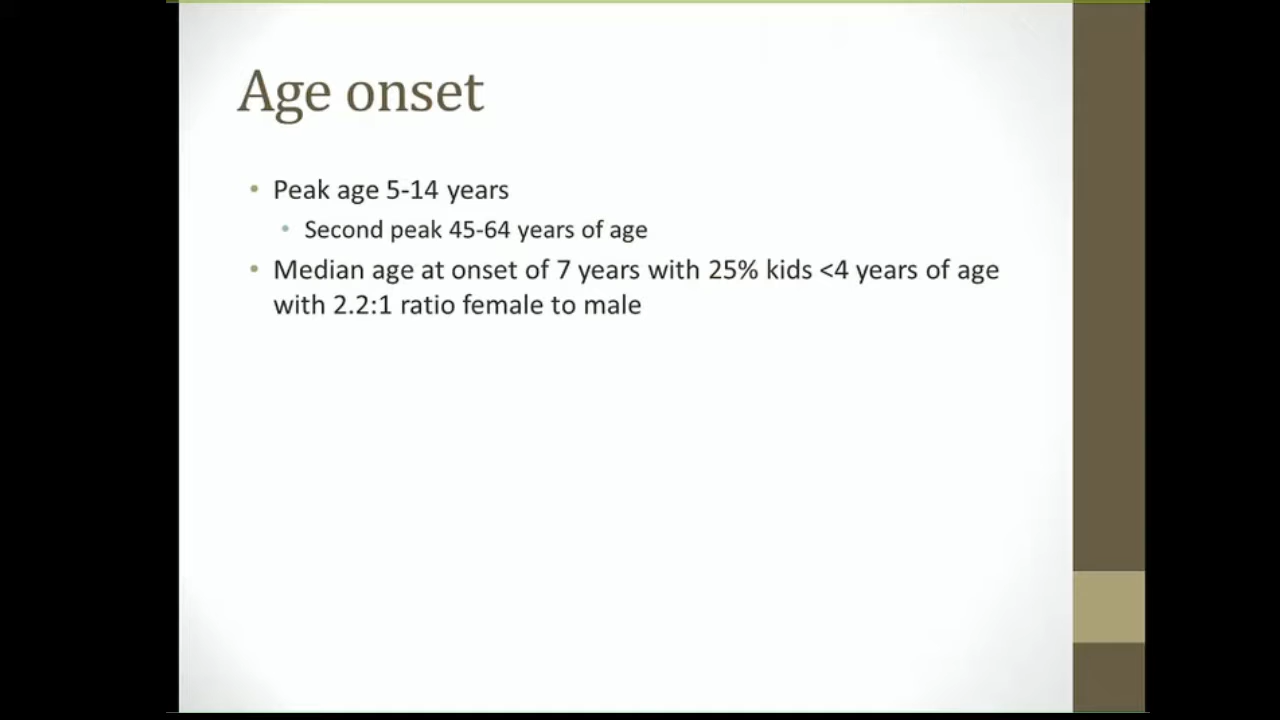 Age onset
• Peak age 5-14 years
• Second peak 45-64 years of age
• Median age at onset of 7 years with 25% kids <4 years of age
with 2.2:1 ratio female to male